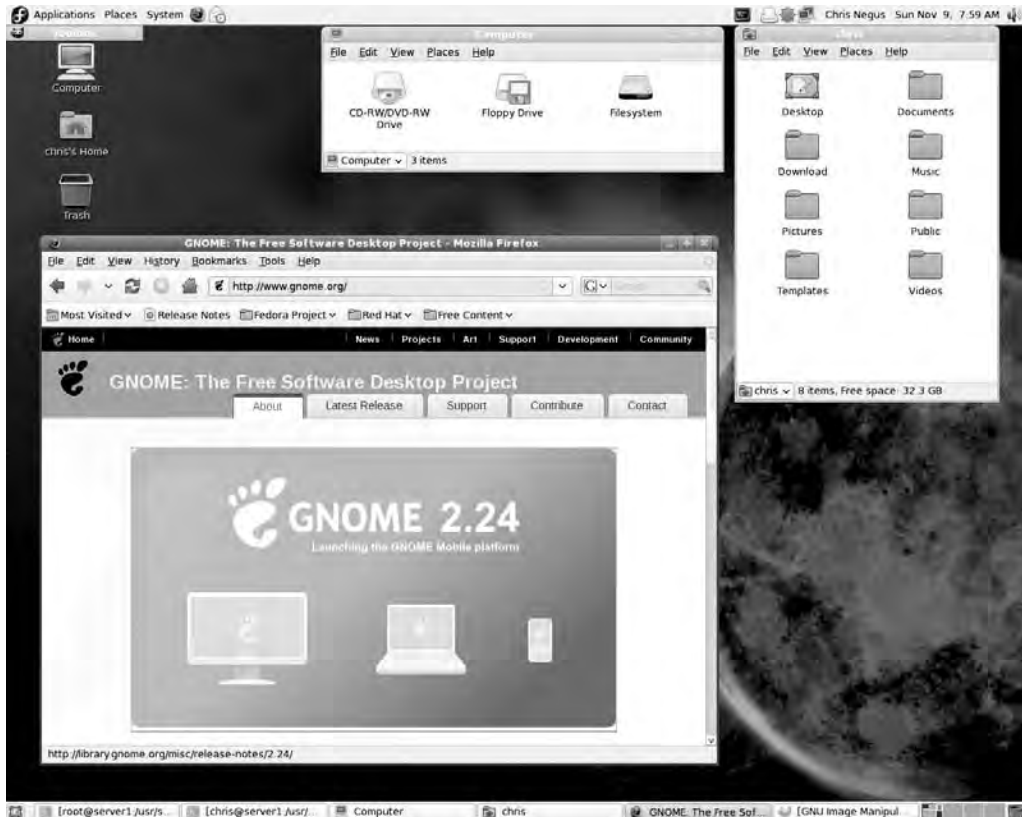 Applications Places System
Chris Negus Sun Nov 9, 7:59 AM
Computer
chris's Home
Trash
Computer
File Edit View Places Help
CD-RW/DVD-RW
Drive
Floppy Drive
Filesystem
Computer 3 items
chris
File Edit View Places Help
Desktop
Documents
Download
Music
Pictures
Public
Templates
Videos
chris 8 items, Free space: 32.3 GB
GNOME: The Free Software Desktop Project - Mozilla Firefox
File Edit View History Bookmarks Tools Help
http://www.gnome.org/
G
Most Visited Release Notes Fedora Project Red Hat Free Content
Home
News Projects Art Support Development Community
GNOME: The Free Software Desktop Project
About Latest Release Support Contribute Contact
GNOME 2.24
Launching the GNOME Mobile platform
http://library.gnome.org/misc/release-notes/2.24/
[root@server1:/usr/s... [chris@server1:/usr/... Computer chris GNOME: The Free Sof... [GNU Image Manipul...